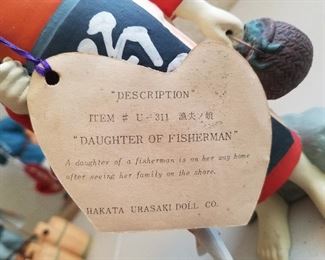 "DESCRIPTION"
ITEM # U-311 漁夫ノ娘
"DAUGHTER OF FISHERMAN"
A daughter of a fisherman is on her way home
after seeing her family on the shore.
HAKATA URASAKI DOLL CO.